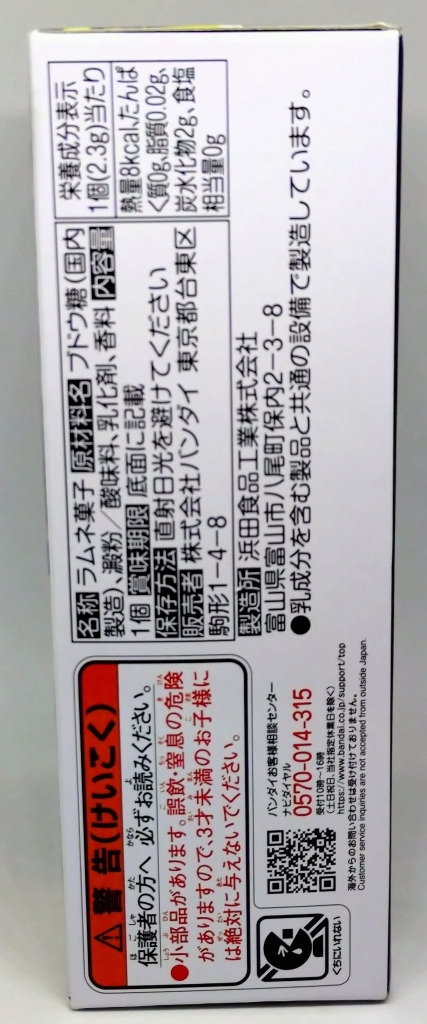 ⚠警告(けいこく)
保護者の方へ 必ずお読みください。
ほごしゃ かた かなら よ
●小部品があります。誤飲・窒息の危険
がありますので、3才未満のお子様に
は絶対に与えないでください。
くちにいれない
バンダイお客様相談センター
ナビダイヤル
0570-014-315
受付10時~16時
(土日祝日、当社指定休業日を除く)
https://www.bandai.co.jp/support/top
海外からのお問い合わせは受け付けておりません。
Customer service inquiries are not accepted from outside Japan.
名称 ラムネ菓子 原材料名 ブドウ糖(国内
製造)、澱粉/酸味料、乳化剤、香料 内容量
1個 賞味期限 底面に記載
保存方法 直射日光を避けてください
販売者 株式会社バンダイ 東京都台東区
駒形1-4-8
製造所 浜田食品工業株式会社
富山県富山市八尾町保内2-3-8
●乳成分を含む製品と共通の設備で製造しています。
栄養成分表示
1個(2.3g)当たり
熱量8kcal、たんぱ
く質0g、脂質0.02g、
炭水化物2g、食塩
相当量0g